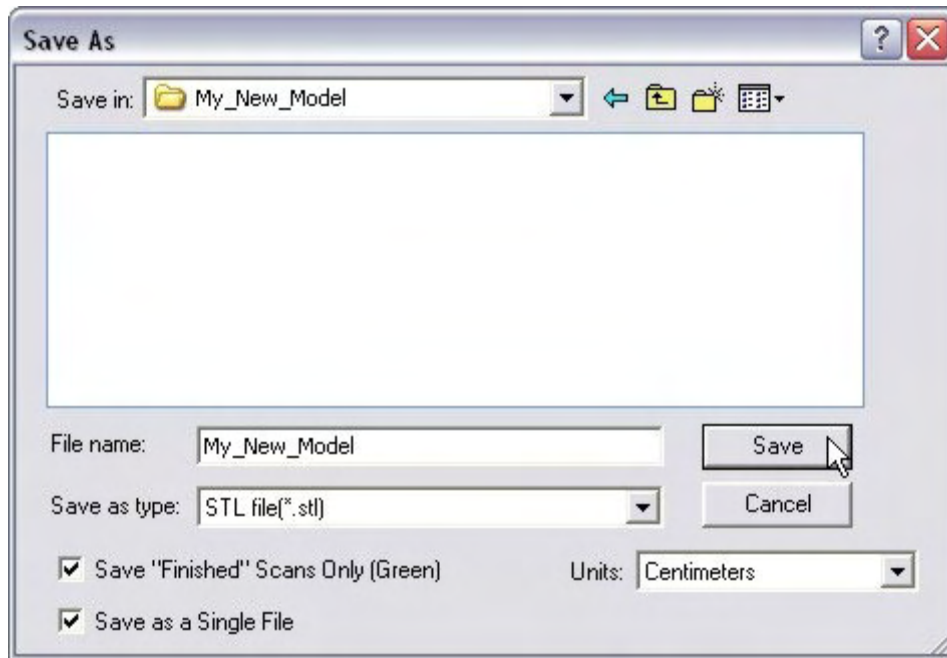 Save As
Save in: My_New_Model
File name: My_New_Model Save
Save as type: STL file(*.stl) Cancel
Save "Finished" Scans Only (Green) Units: Centimeters
Save as a Single File